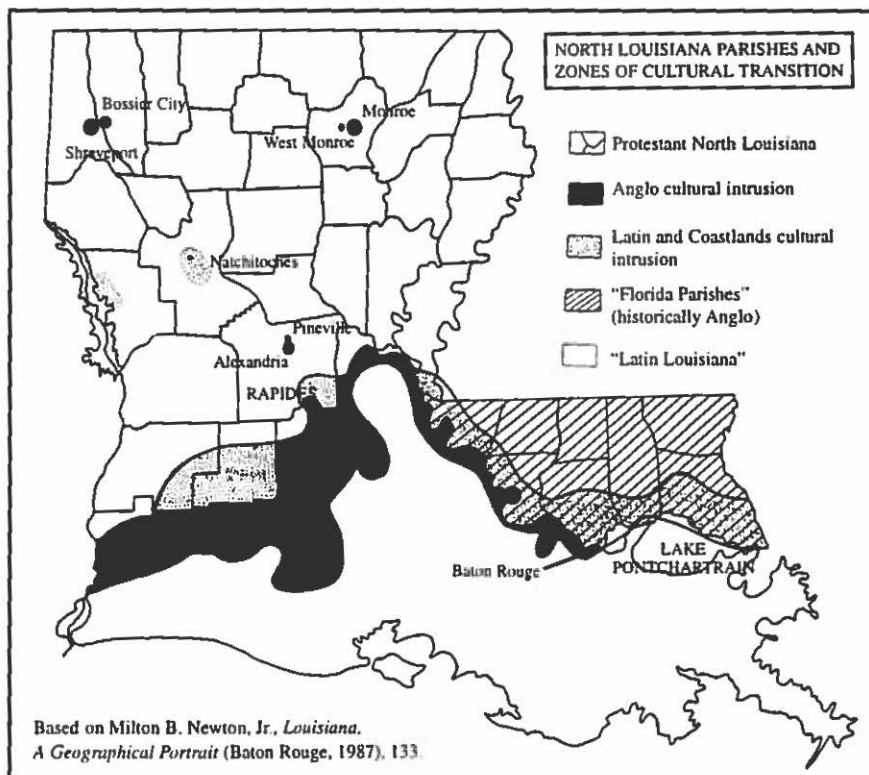 NORTH LOUISIANA PARISHES AND
ZONES OF CULTURAL TRANSITION
Bossier City
Shreveport
Monroe
West Monroe
Natchitoches
Pineville
Alexandria
RAPIDES
Baton Rouge
LAKE
PONTCHARTRAIN
Protestant North Louisiana
Anglo cultural intrusion
Latin and Coastlands cultural
intrusion
"Florida Parishes"
(historically Anglo)
"Latin Louisiana"
Based on Milton B. Newton, Jr., Louisiana.
A Geographical Portrait (Baton Rouge, 1987), 133.